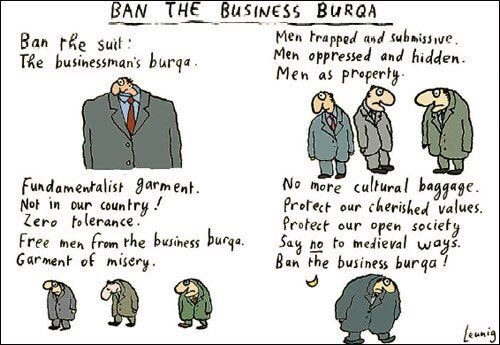 BAN THE BUSINESS BURQA
Ban the suit:
The businessman's burqa.
Fundamentalist garment.
Not in our country!
Zero tolerance.
Free men from the business burqa.
Garment of misery.
Men trapped and submissive.
Men oppressed and hidden.
Men as property.
No more cultural baggage.
Protect our cherished values.
Protect our open society
Say no to medieval ways.
Ban the business burqa!
Leunig